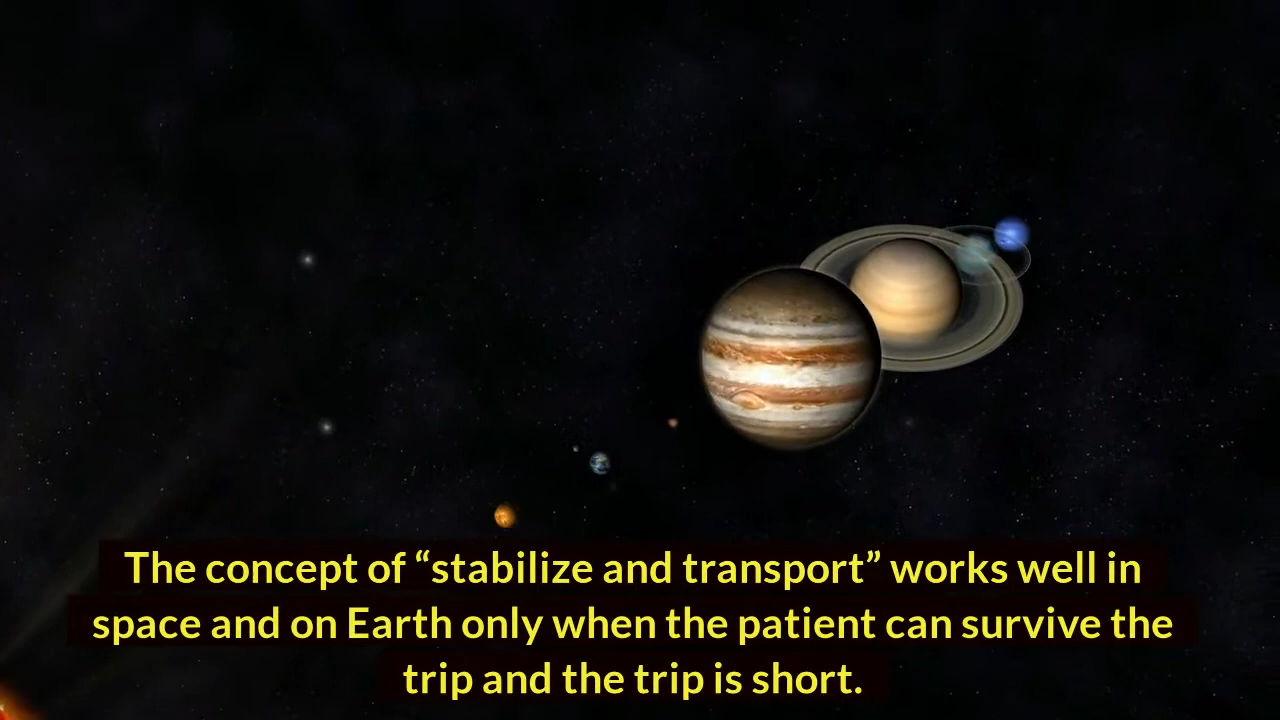 The concept of “stabilize and transport” works well in
space and on Earth only when the patient can survive the
trip and the trip is short.